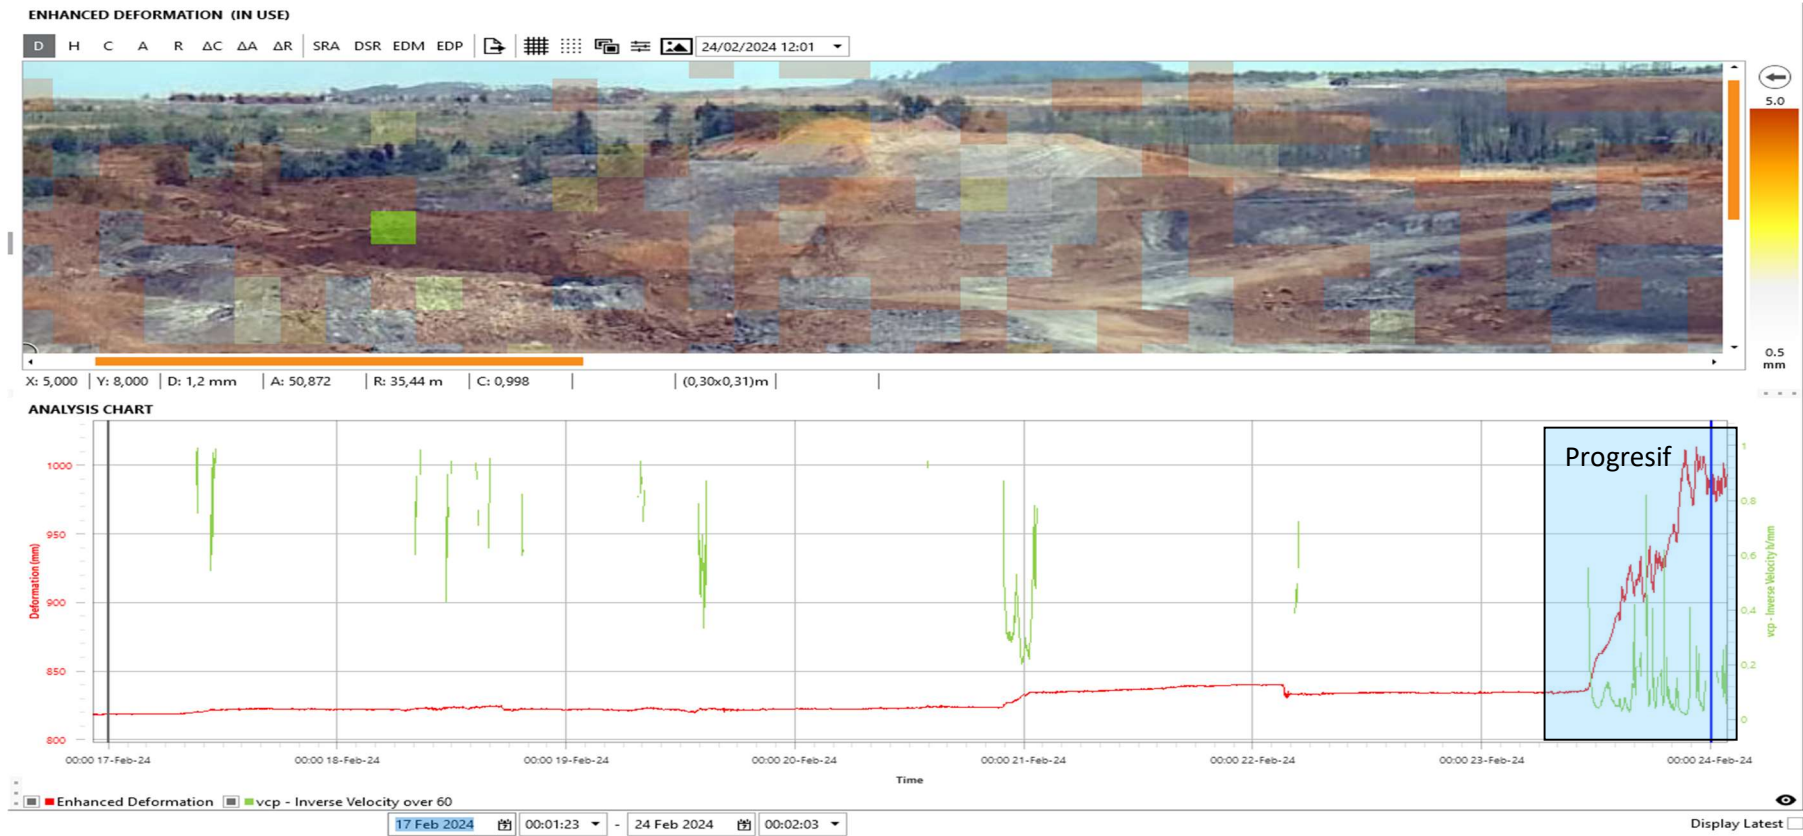 ENHANCED DEFORMATION (IN USE)
D H C A R ΔC ΔA ΔR SRA DSR EDM EDP 24/02/2024 12:01
5.0
0.5
mm
X: 5,000 Y: 8,000 D: 1,2 mm A: 50,872 R: 35,44 m C: 0,998 (0,30x0,31)m
ANALYSIS CHART
Progresif
1000
950
900
850
800
Deformation (mm)
1
0.8
0.6
0.4
0.2
0
vcp - Inverse Velocity h/mm
00:00 17-Feb-24 00:00 18-Feb-24 00:00 19-Feb-24 00:00 20-Feb-24 00:00 21-Feb-24 00:00 22-Feb-24 00:00 23-Feb-24 00:00 24-Feb-24
Time
Enhanced Deformation vcp - Inverse Velocity over 60
17 Feb 2024 00:01:23 - 24 Feb 2024 00:02:03 Display Latest